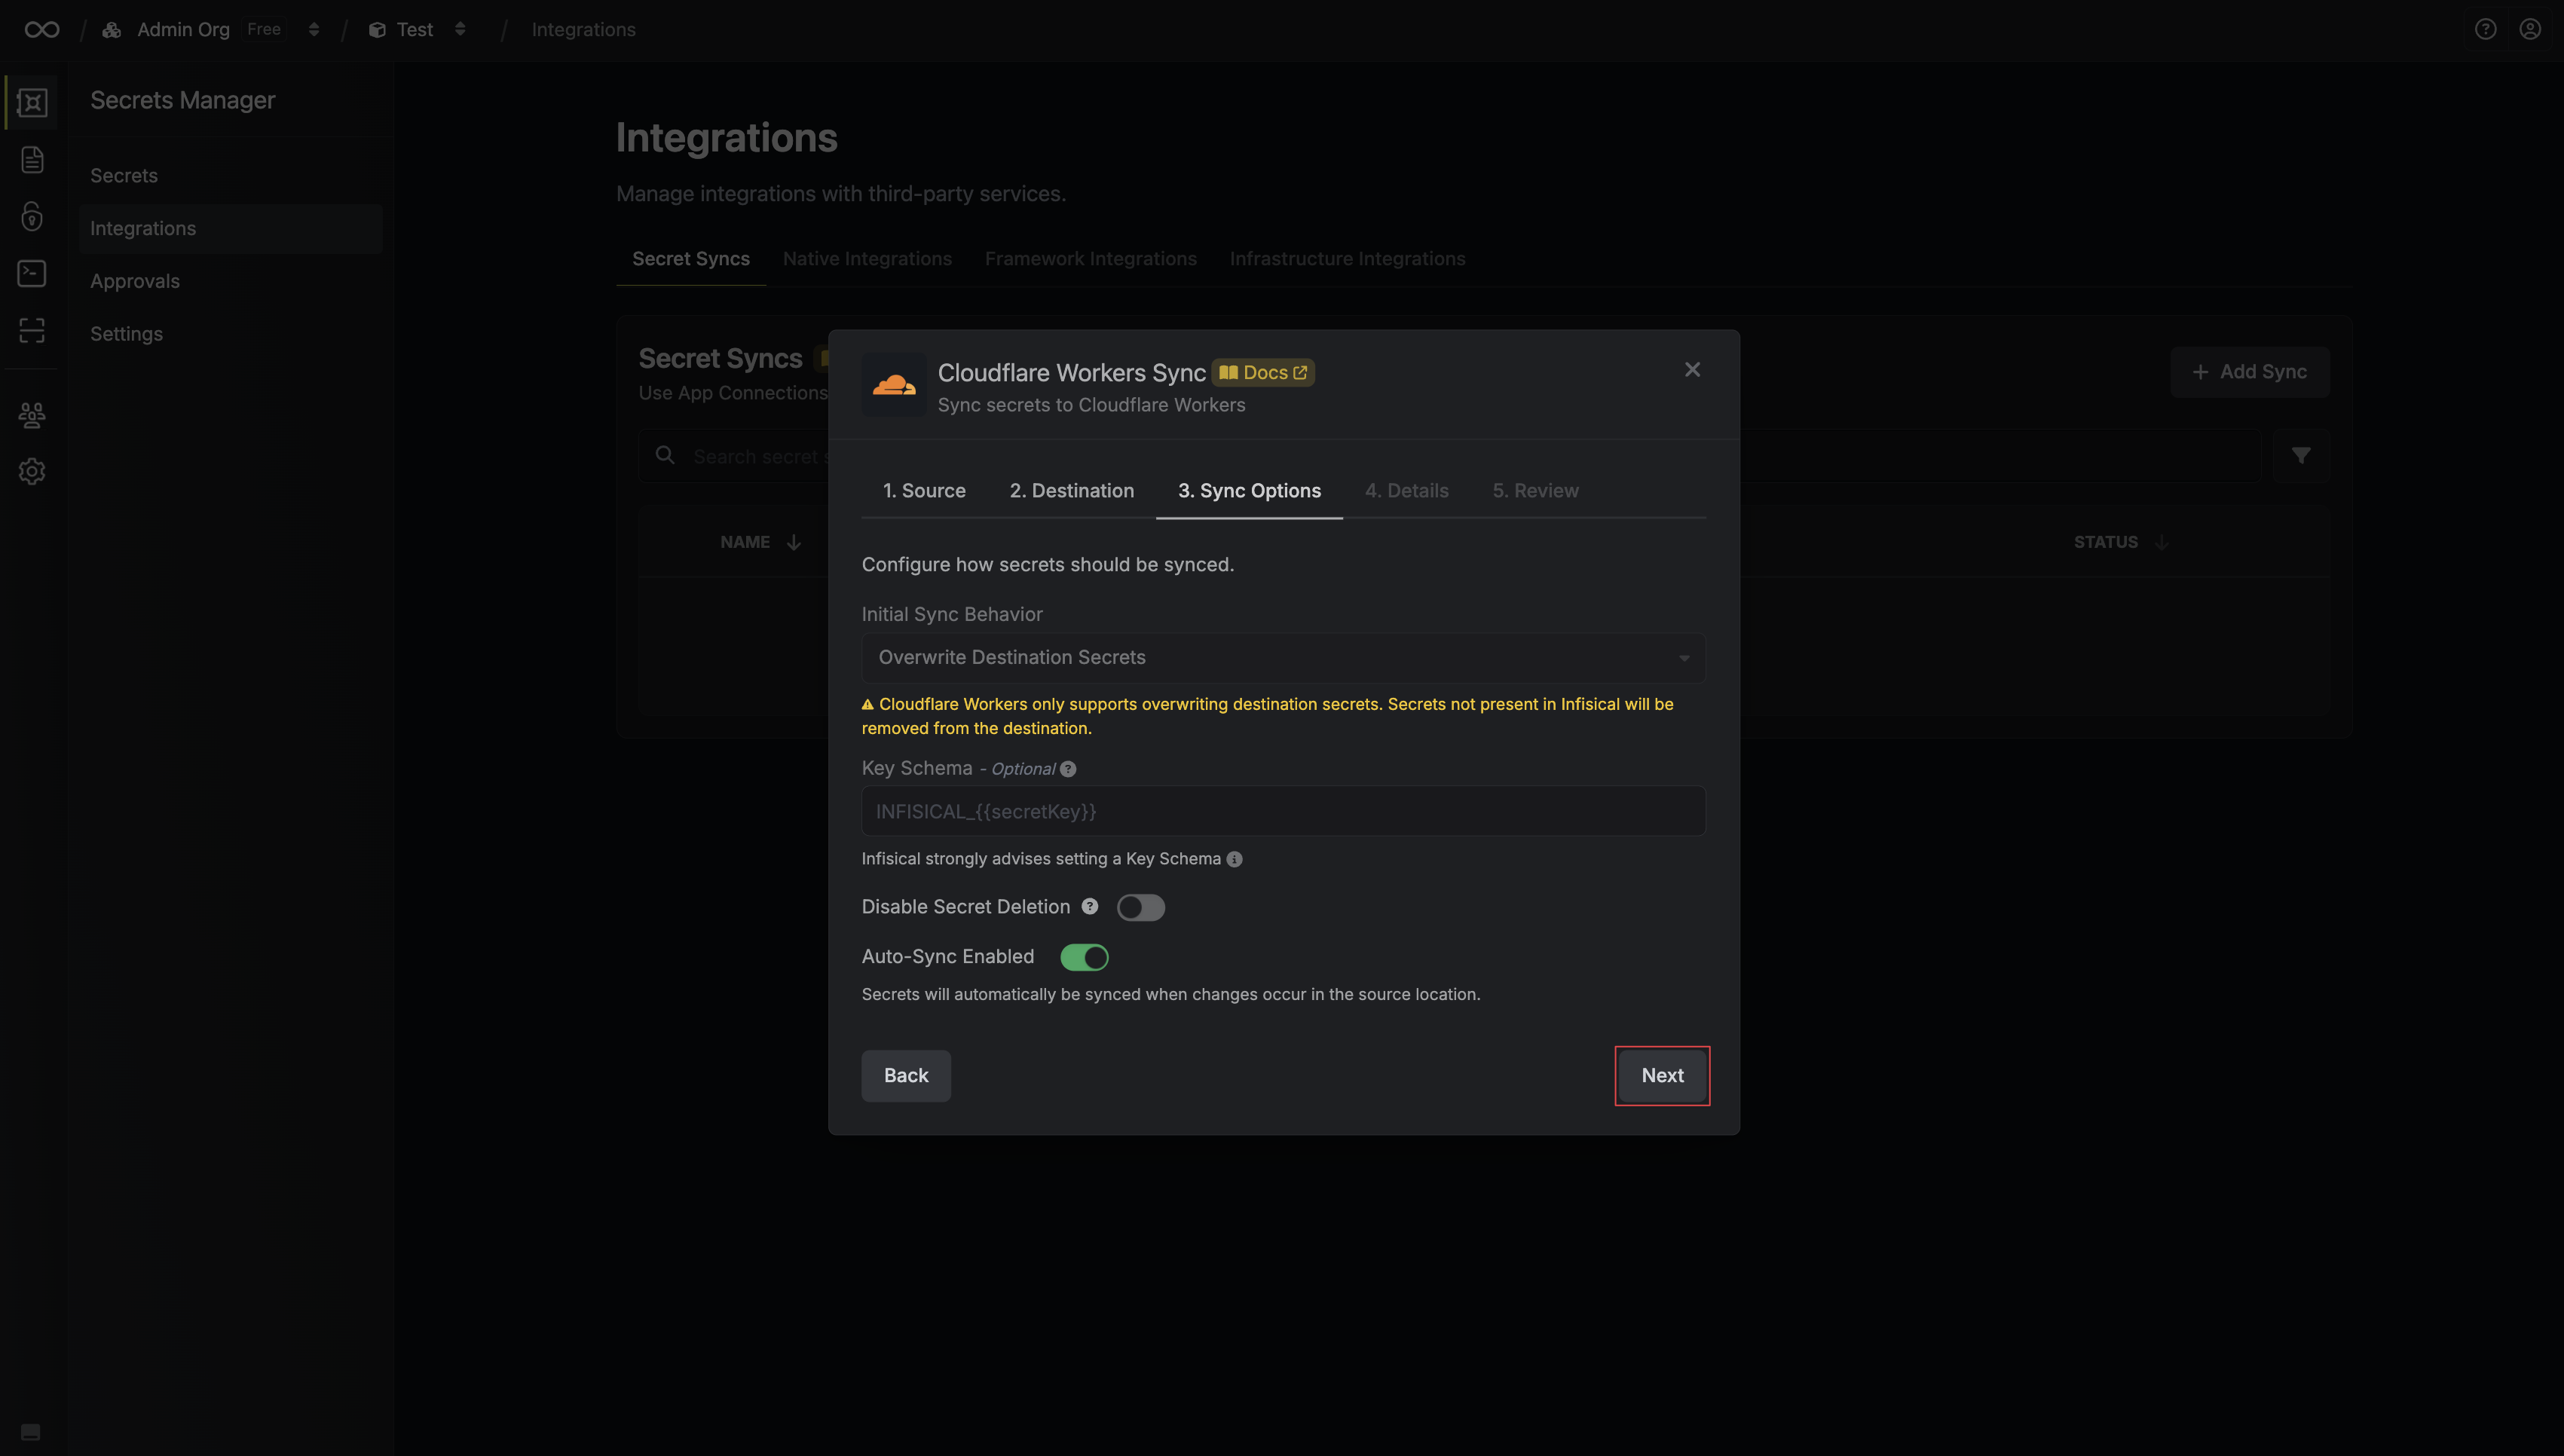 Admin Org Free
Test
Integrations
Secrets Manager
Secrets
Integrations
Approvals
Settings
Integrations
Manage integrations with third-party services.
Secret Syncs
Native Integrations
Framework Integrations
Infrastructure Integrations
Secret Syncs
Use App Connections
Add Sync
Search secret s
NAME
STATUS
Cloudflare Workers Sync Docs
Sync secrets to Cloudflare Workers
1. Source
2. Destination
3. Sync Options
4. Details
5. Review
Configure how secrets should be synced.
Initial Sync Behavior
Overwrite Destination Secrets
Cloudflare Workers only supports overwriting destination secrets. Secrets not present in Infisical will be
removed from the destination.
Key Schema - Optional
INFISICAL_{{secretKey}}
Infisical strongly advises setting a Key Schema
Disable Secret Deletion
Auto-Sync Enabled
Secrets will automatically be synced when changes occur in the source location.
Back
Next